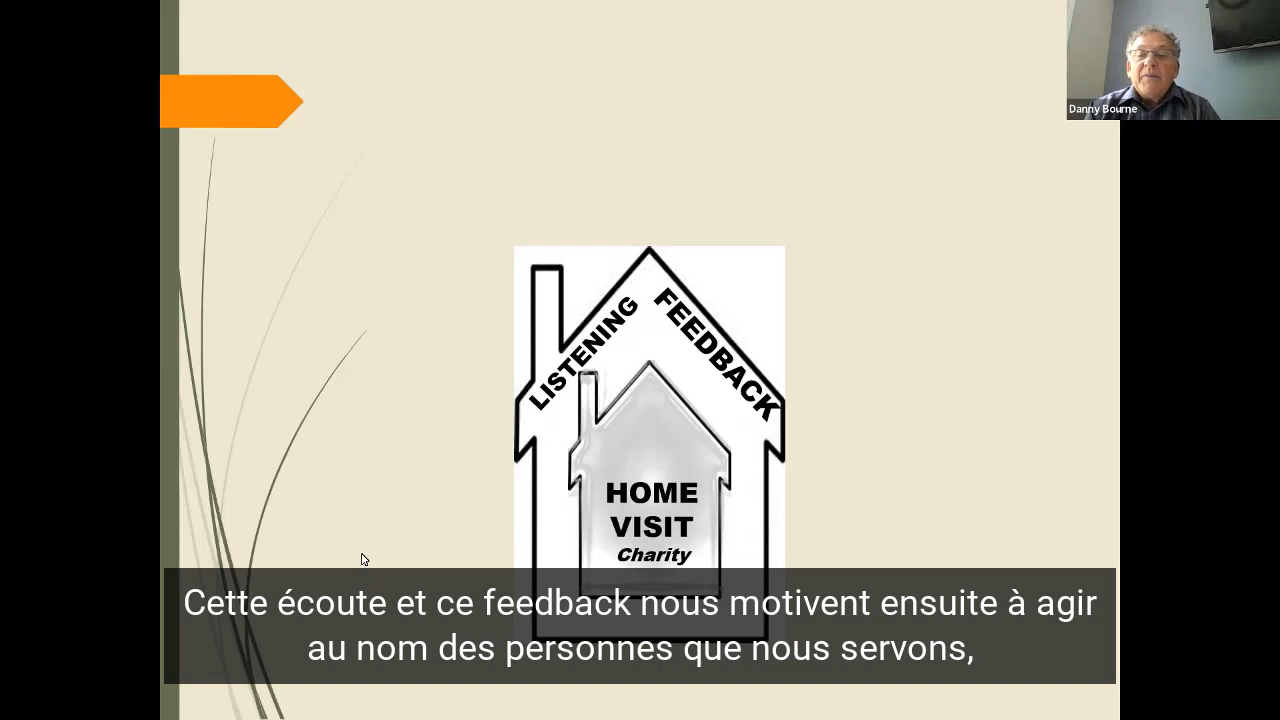 Danny Bourne
LISTENING
FEEDBACK
HOME
VISIT
Charity
Cette écoute et ce feedback nous motivent ensuite à agir
au nom des personnes que nous servons,